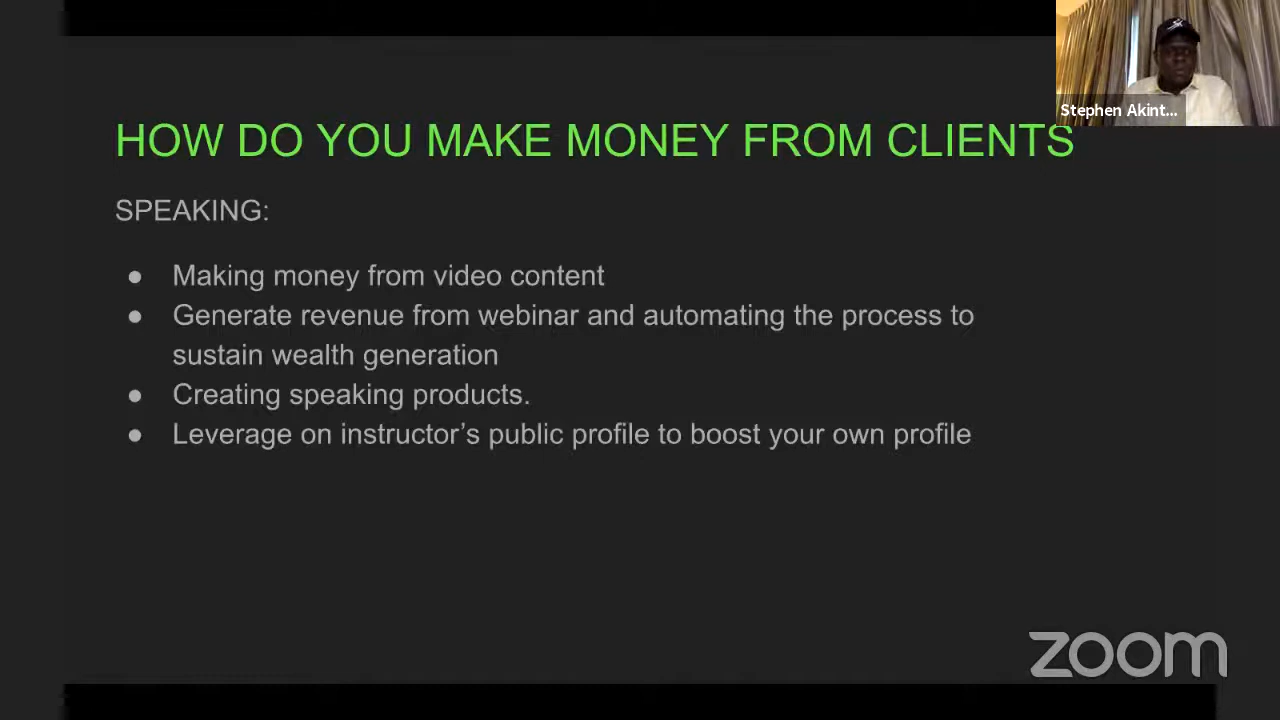 Stephen Akint...
HOW DO YOU MAKE MONEY FROM CLIENTS
SPEAKING:
● Making money from video content
● Generate revenue from webinar and automating the process to
sustain wealth generation
● Creating speaking products.
● Leverage on instructor’s public profile to boost your own profile
zoom